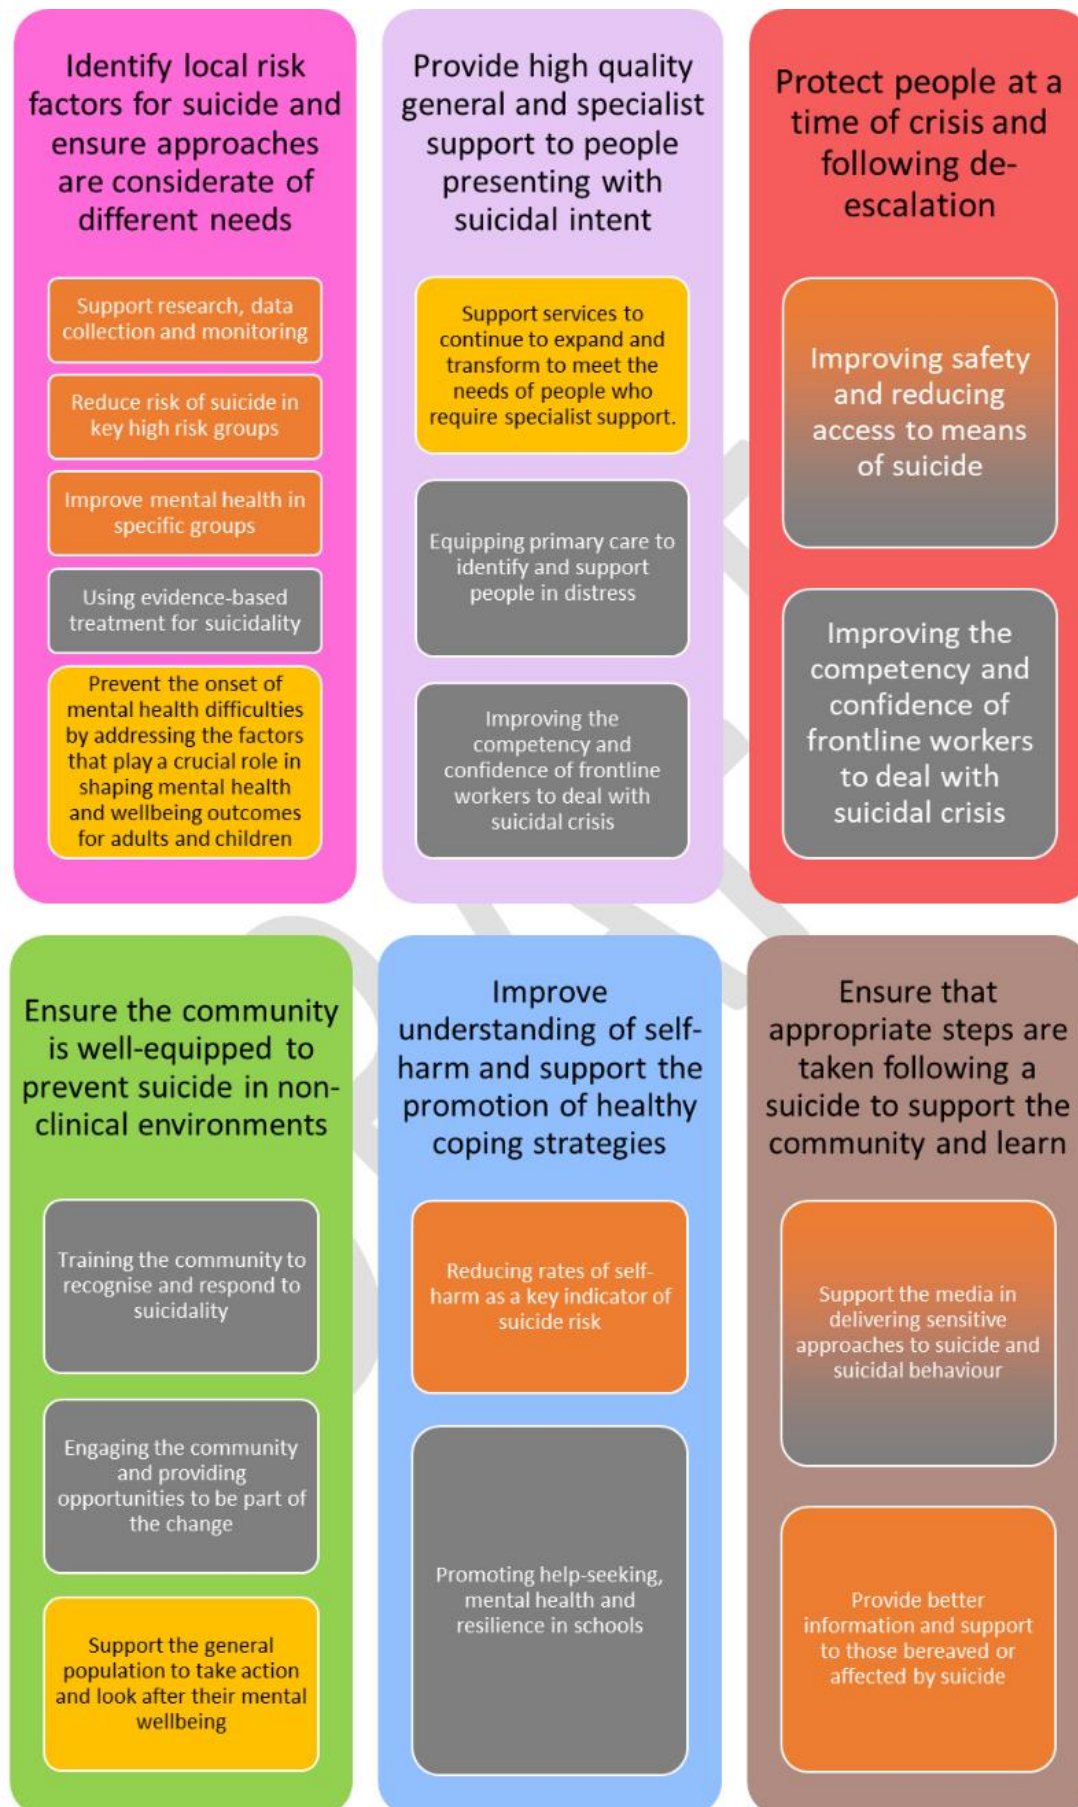 Identify local risk
factors for suicide and
ensure approaches
are considerate of
different needs
Support research, data
collection and monitoring
Reduce risk of suicide in
key high risk groups
Improve mental health in
specific groups
Using evidence-based
treatment for suicidality
Prevent the onset of
mental health difficulties
by addressing the factors
that play a crucial role in
shaping mental health
and wellbeing outcomes
for adults and children
Provide high quality
general and specialist
support to people
presenting with
suicidal intent
Support services to
continue to expand and
transform to meet the
needs of people who
require specialist support.
Equipping primary care to
identify and support
people in distress
Improving the
competency and
confidence of frontline
workers to deal with
suicidal crisis
Protect people at a
time of crisis and
following de-
escalation
Improving safety
and reducing
access to means
of suicide
Improving the
competency and
confidence of
frontline workers
to deal with
suicidal crisis
Ensure the community
is well-equipped to
prevent suicide in non-
clinical environments
Training the community to
recognise and respond to
suicidality
Engaging the community
and providing
opportunities to be part of
the change
Support the general
population to take action
and look after their mental
wellbeing
Improve
understanding of self-
harm and support the
promotion of healthy
coping strategies
Reducing rates of self-
harm as a key indicator of
suicide risk
Promoting help-seeking,
mental health and
resilience in schools
Ensure that
appropriate steps are
taken following a
suicide to support the
community and learn
Support the media in
delivering sensitive
approaches to suicide and
suicidal behaviour
Provide better
information and support
to those bereaved or
affected by suicide